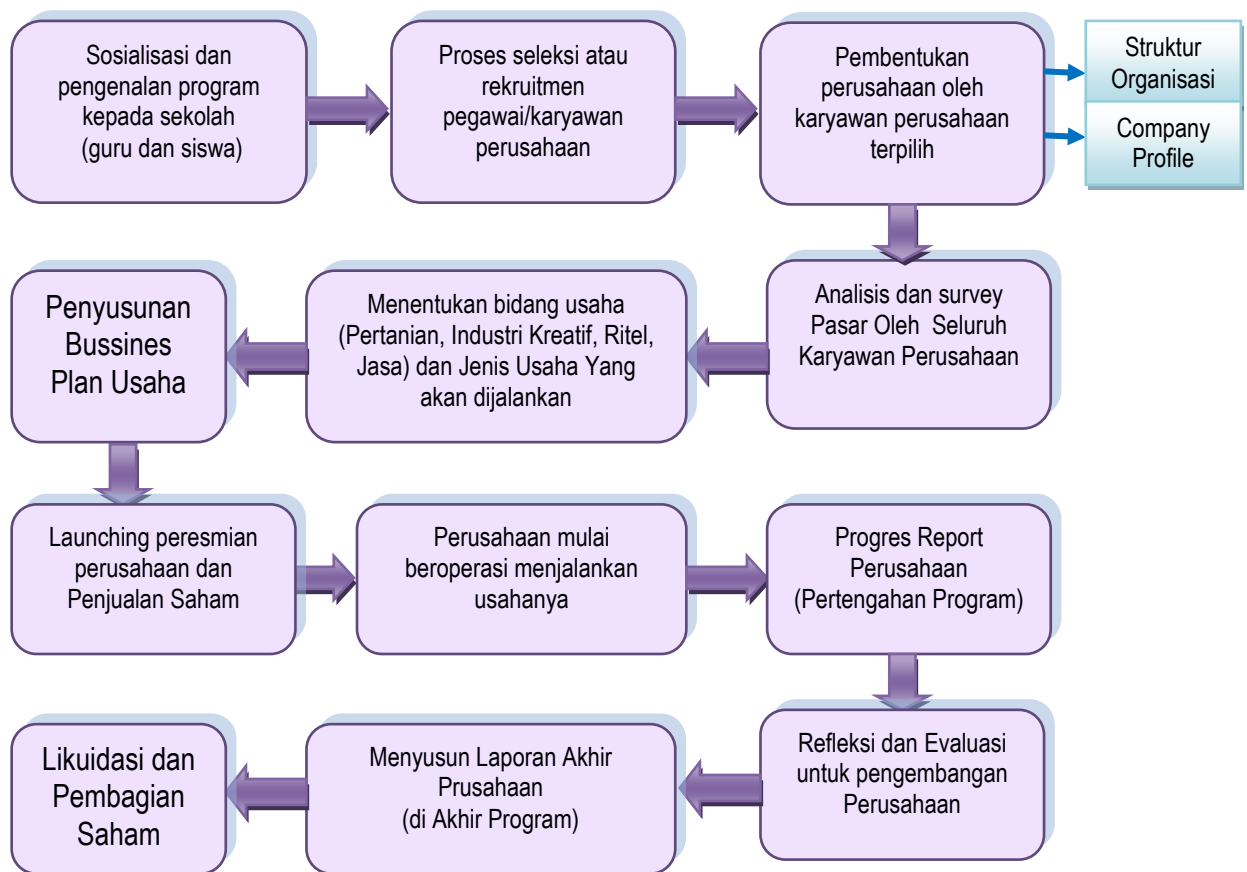 Sosialisasi dan
pengenalan program
kepada sekolah
(guru dan siswa)
Proses seleksi atau
rekruitmen
pegawai/karyawan
perusahaan
Pembentukan
perusahaan oleh
karyawan perusahaan
terpilih
Struktur
Organisasi
Company
Profile
Analisis dan survey
Pasar Oleh Seluruh
Karyawan Perusahaan
Menentukan bidang usaha
(Pertanian, Industri Kreatif, Ritel,
Jasa) dan Jenis Usaha Yang
akan dijalankan
Penyusunan
Bussines
Plan Usaha
Launching peresmian
perusahaan dan
Penjualan Saham
Perusahaan mulai
beroperasi menjalankan
usahanya
Progres Report
Perusahaan
(Pertengahan Program)
Refleksi dan Evaluasi
untuk pengembangan
Perusahaan
Menyusun Laporan Akhir
Prusahaan
(di Akhir Program)
Likuidasi dan
Pembagian
Saham